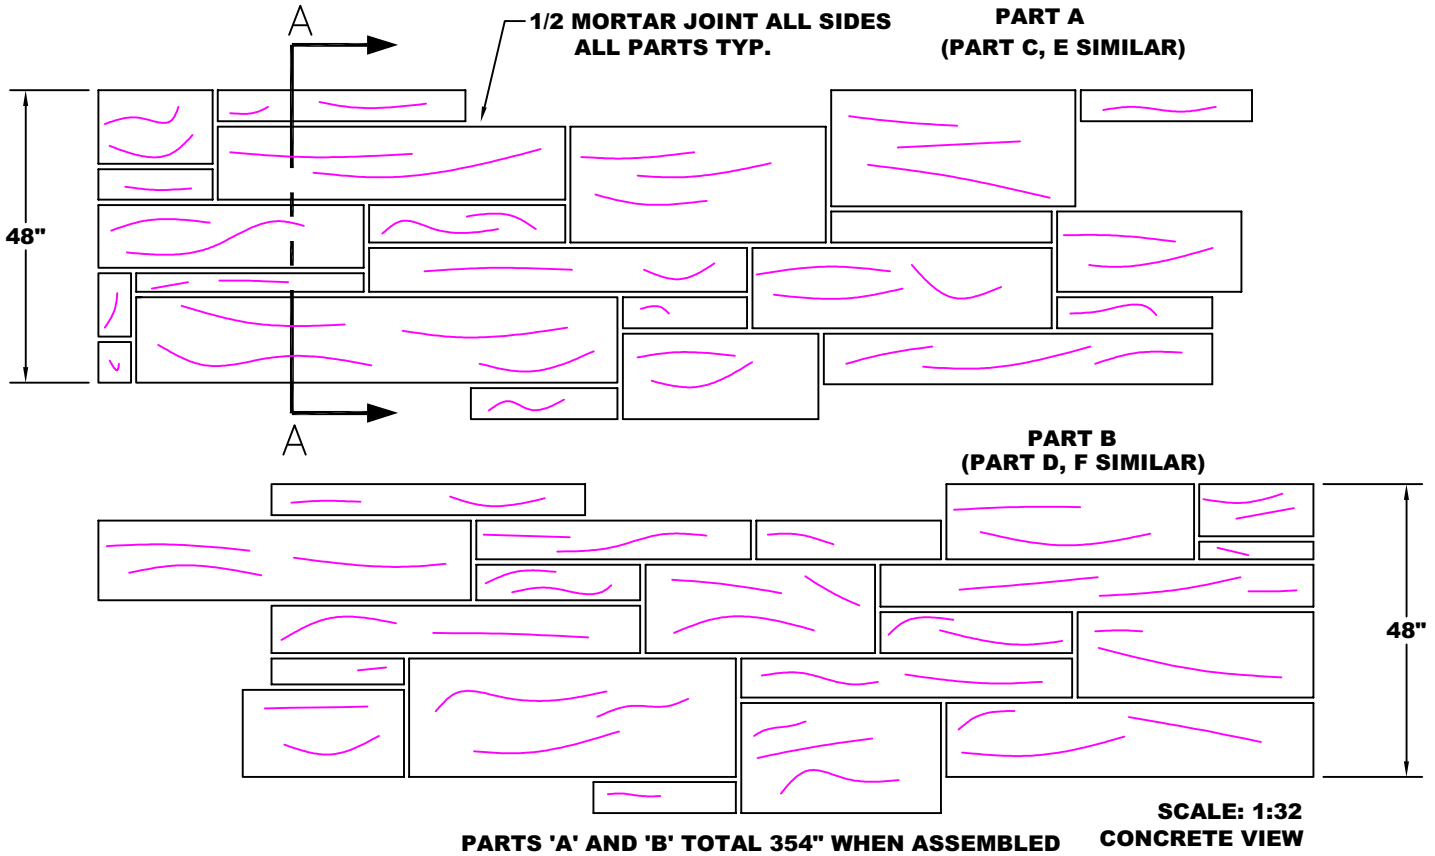 A
1/2 MORTAR JOINT ALL SIDES
ALL PARTS TYP.
PART A
(PART C, E SIMILAR)
48"
A
PART B
(PART D, F SIMILAR)
48"
SCALE: 1:32
CONCRETE VIEW
PARTS 'A' AND 'B' TOTAL 354" WHEN ASSEMBLED